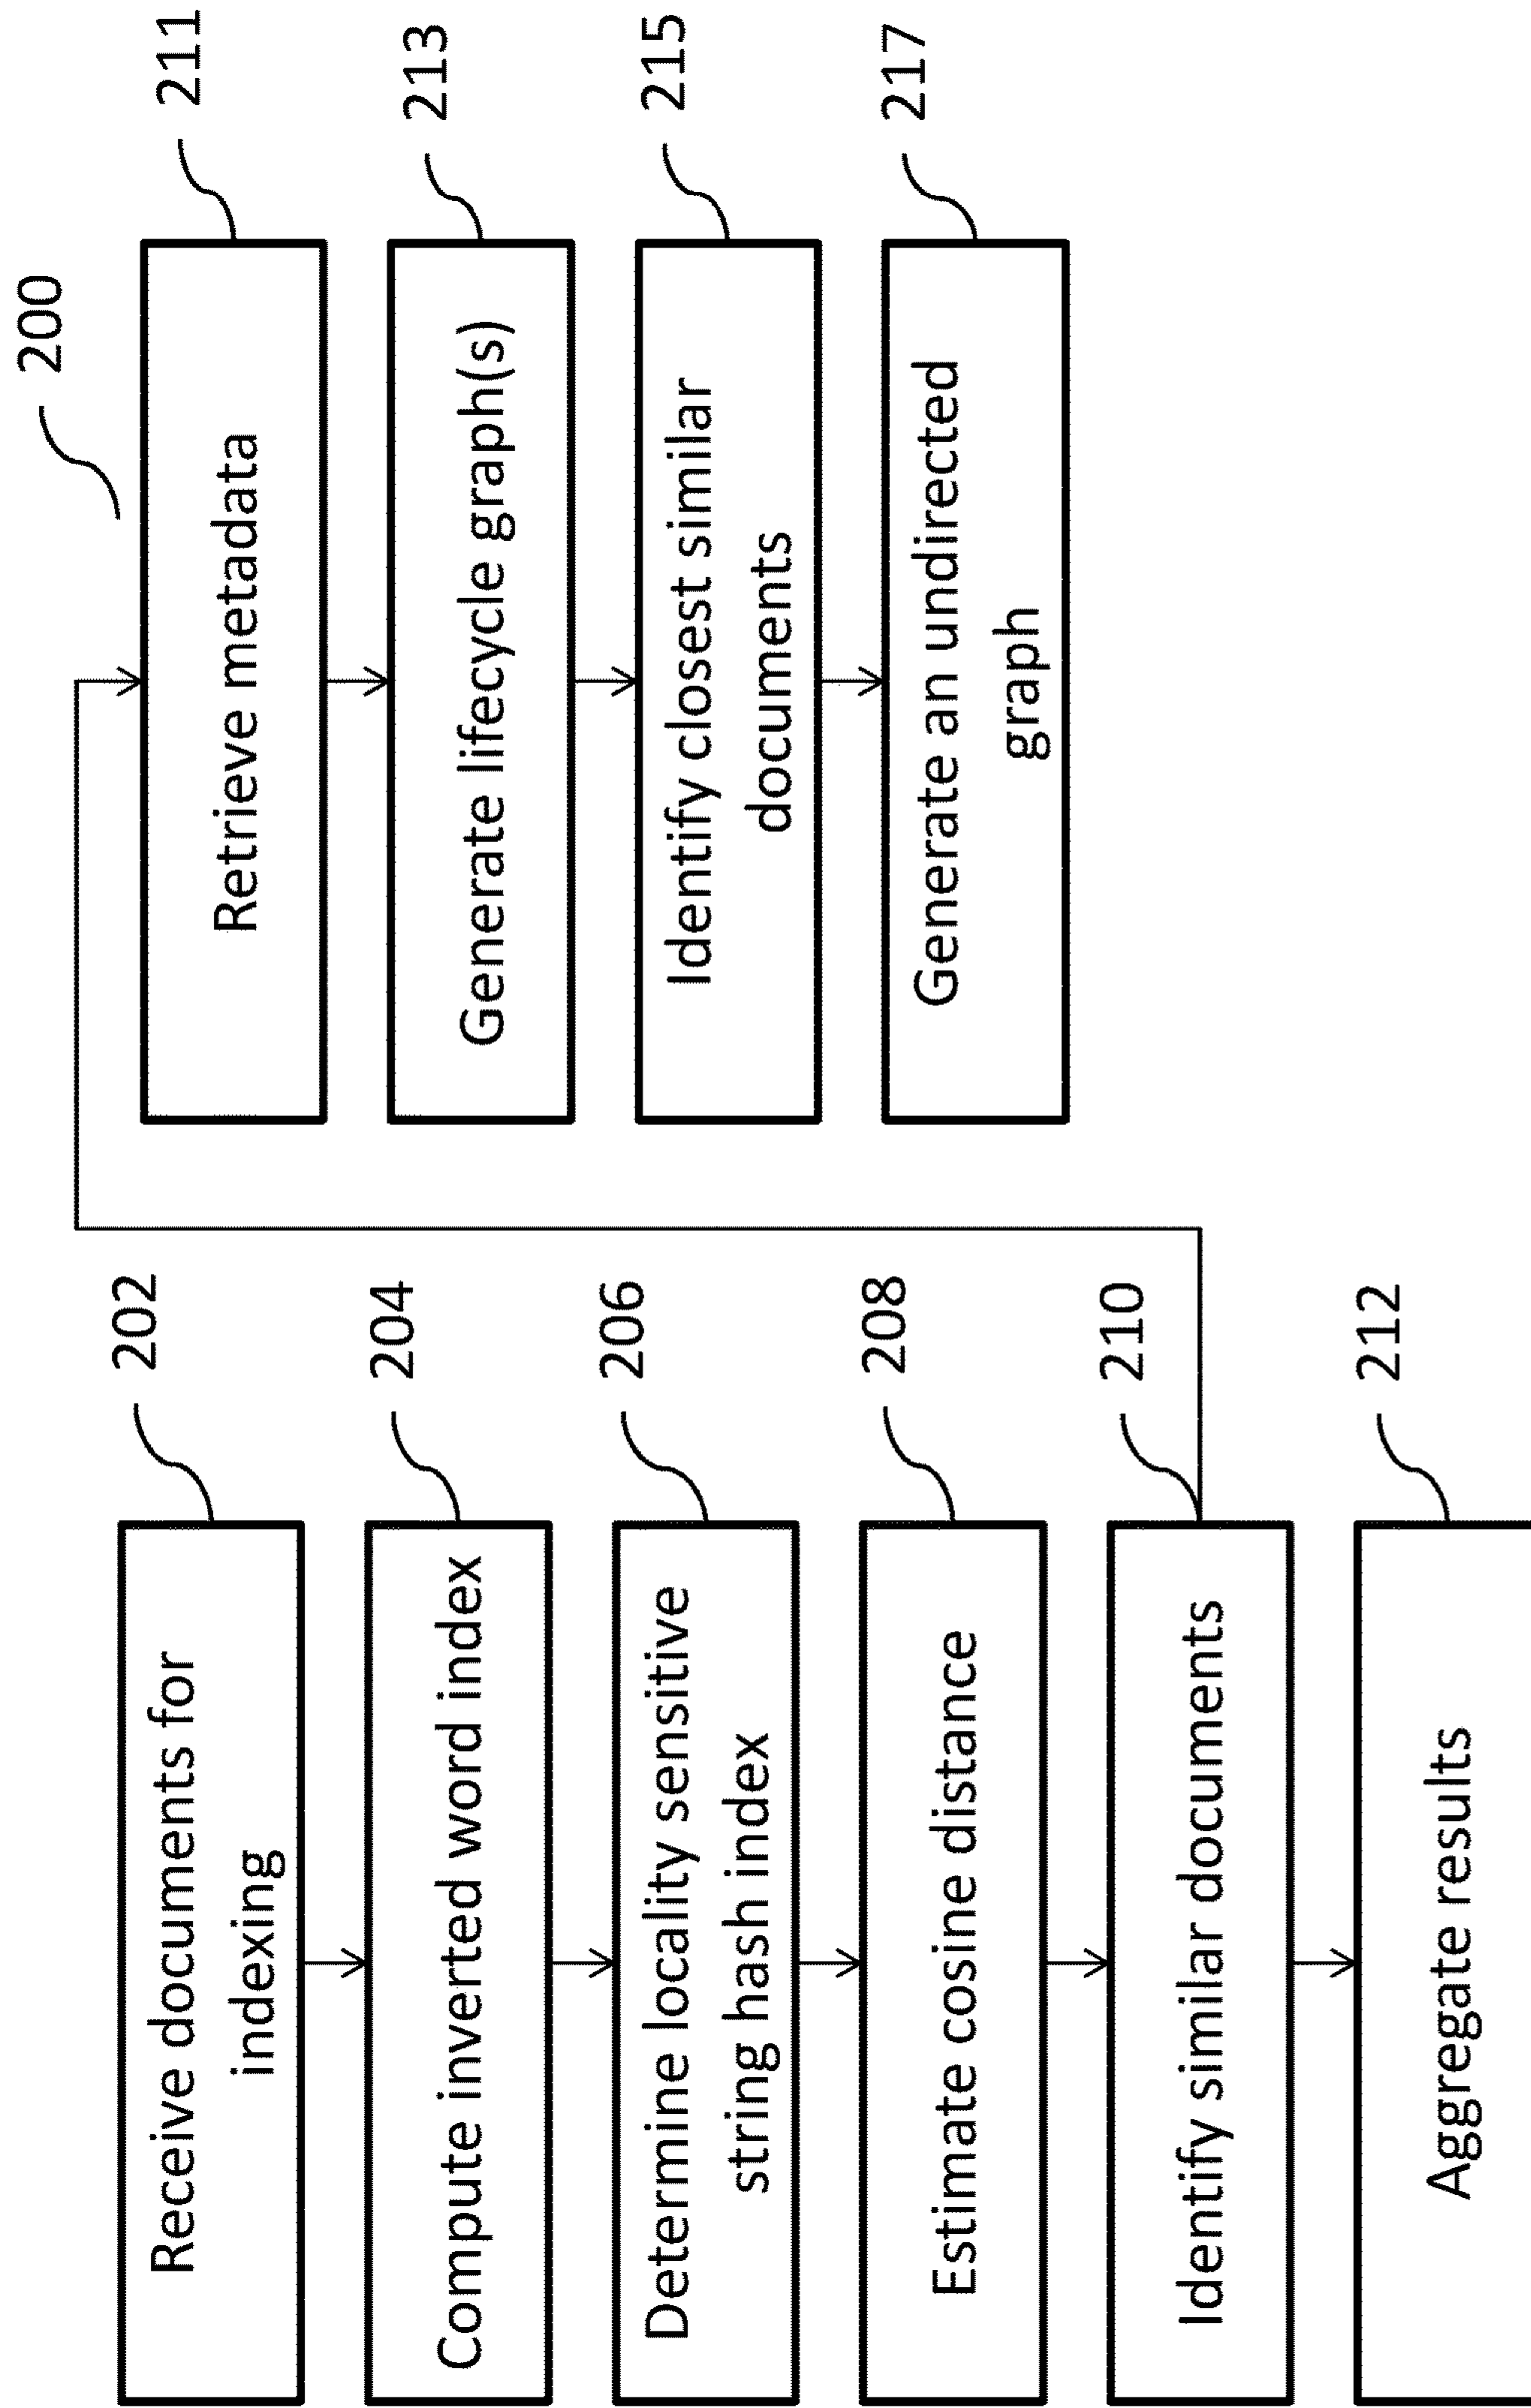 200
Receive documents for
indexing
202
Compute inverted word index
204
Determine locality sensitive
string hash index
206
Estimate cosine distance
208
Identify similar documents
210
Aggregate results
212
Retrieve metadata
211
Generate lifecycle graph(s)
213
Identify closest similar
documents
215
Generate an undirected
graph
217